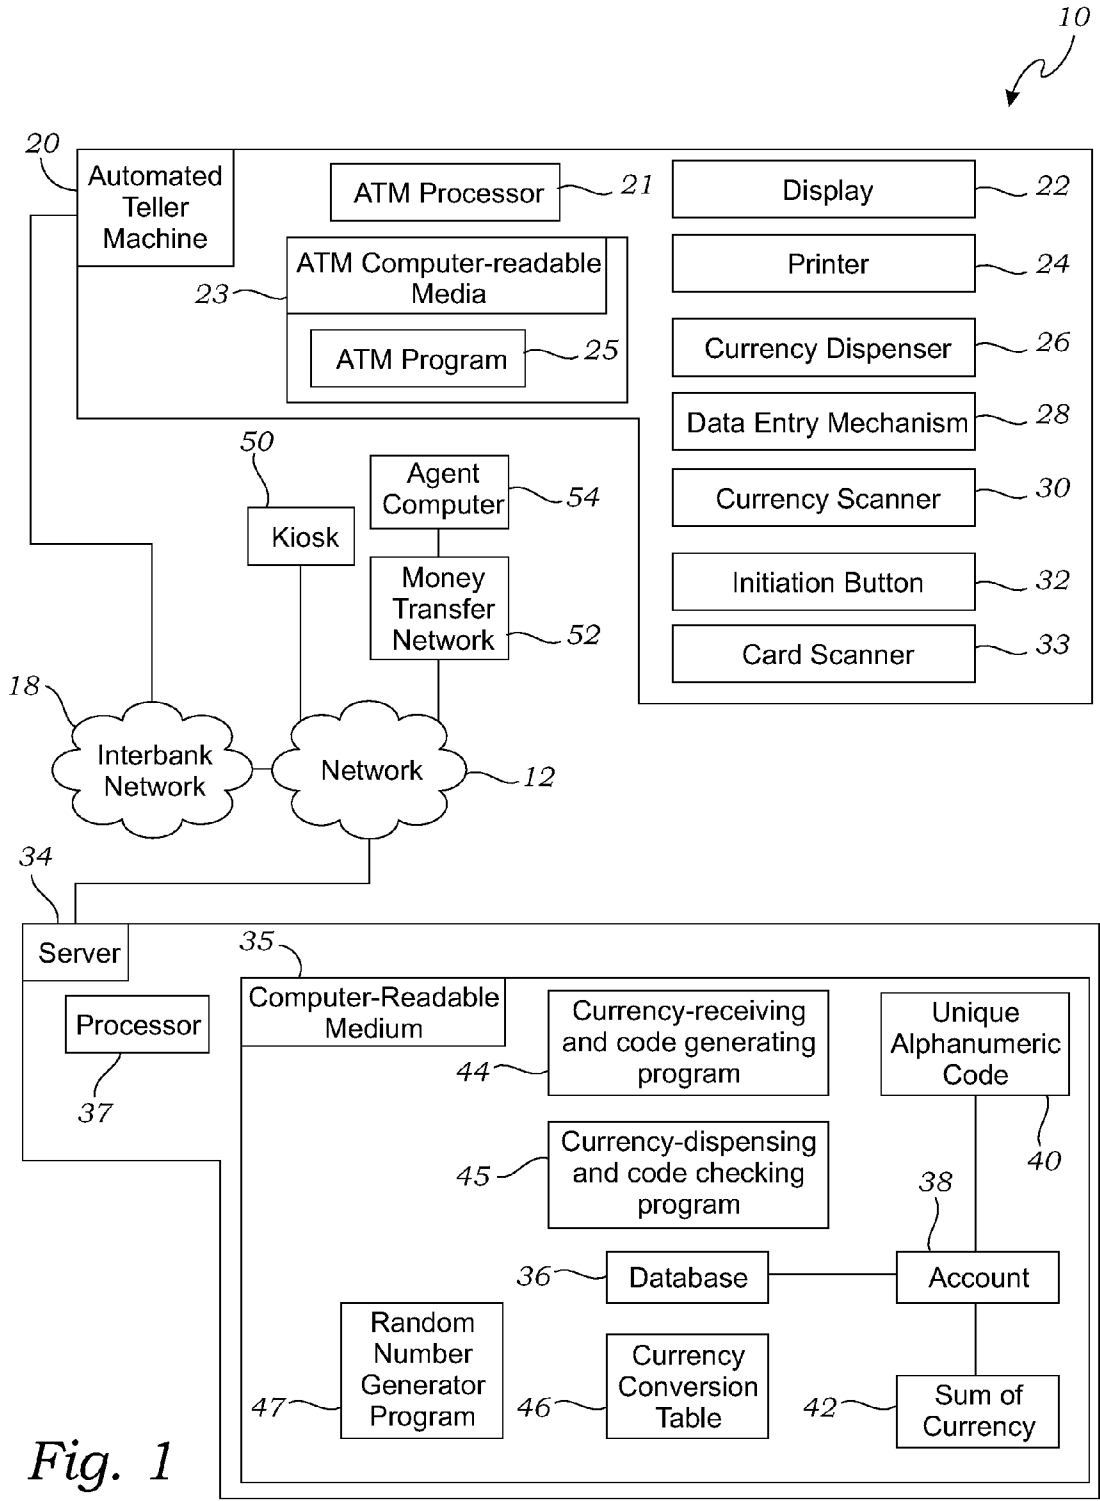 10
20
Automated
Teller
Machine
ATM Processor
21
Display
22
ATM Computer-readable
Media
23
Printer
24
ATM Program
25
Currency Dispenser
26
Data Entry Mechanism
28
Currency Scanner
30
Initiation Button
32
Card Scanner
33
50
Kiosk
Agent
Computer
54
Money
Transfer
Network
52
18
Interbank
Network
Network
12
34
Server
Processor
37
35
Computer-Readable
Medium
Currency-receiving
and code generating
program
44
Unique
Alphanumeric
Code
40
Currency-dispensing
and code checking
program
45
38
36
Database
Account
Random
Number
Generator
Program
47
Currency
Conversion
Table
46
42
Sum of
Currency
Fig. 1